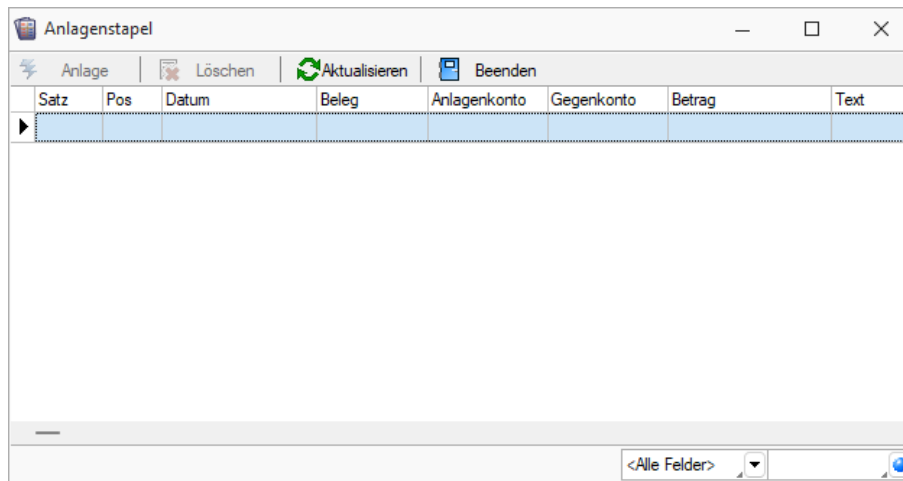 Anlagenstapel
Anlage Löschen Aktualisieren Beenden
Satz Pos Datum Beleg Anlagenkonto Gegenkonto Betrag Text
<Alle Felder>